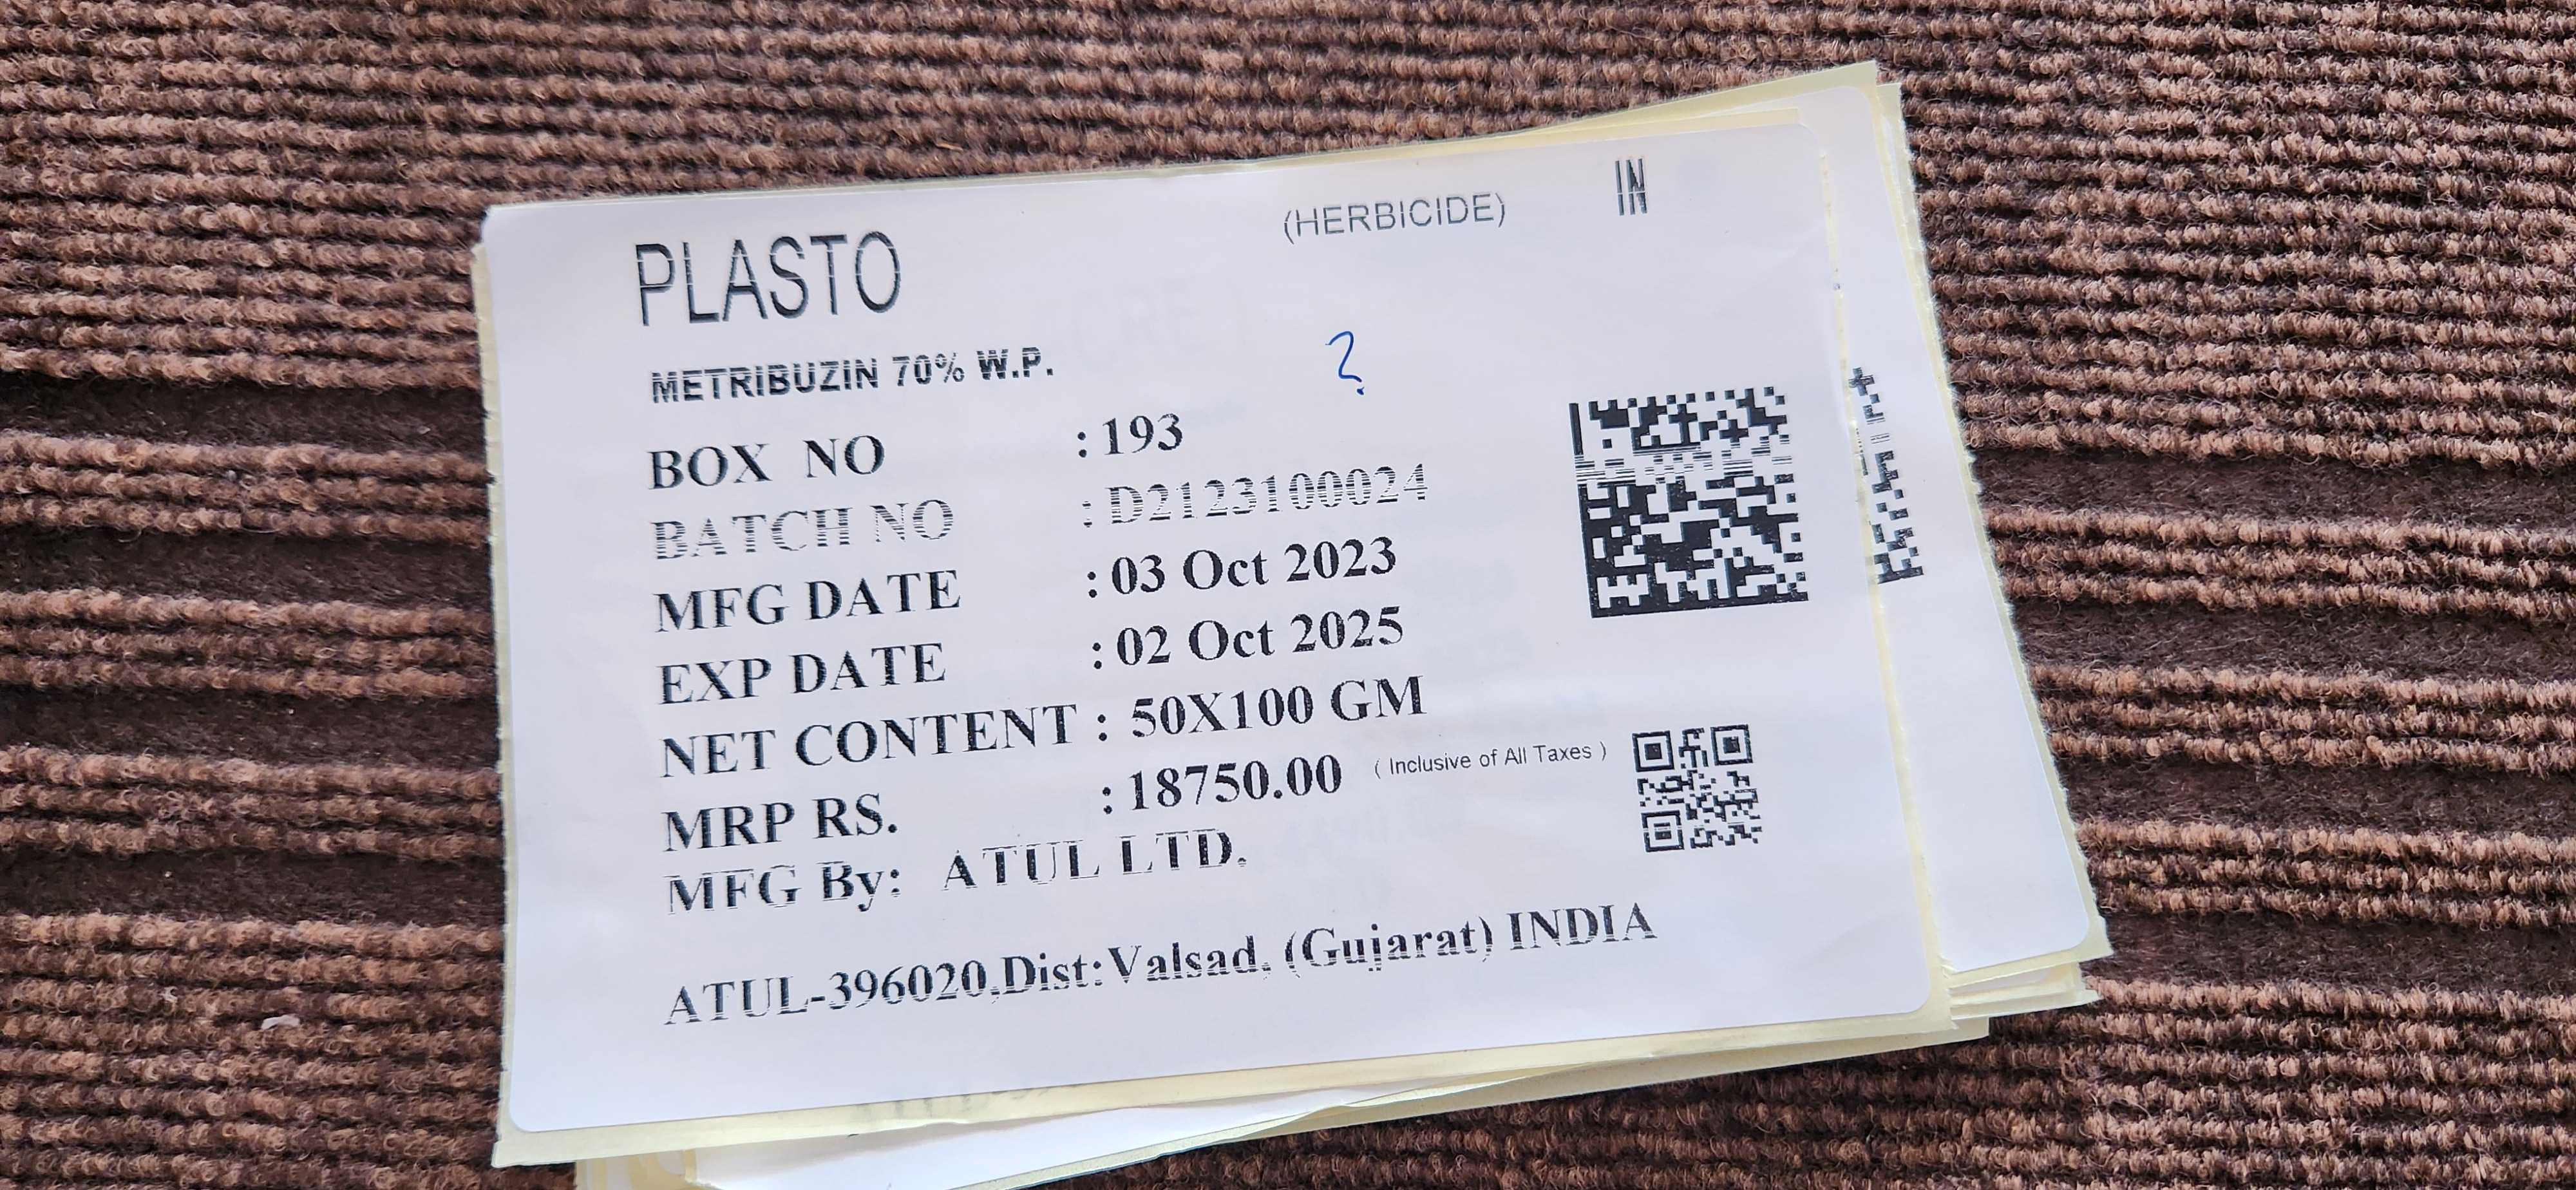 PLASTO (HERBICIDE) IN
METRIBUZIN 70% W.P. ?
BOX NO : 193
BATCH NO : D2123100024
MFG DATE : 03 Oct 2023
EXP DATE : 02 Oct 2025
NET CONTENT : 50X100 GM
MRP RS. : 18750.00 ( Inclusive of All Taxes )
MFG By: ATUL LTD.
ATUL-396020,Dist:Valsad, (Gujarat) INDIA